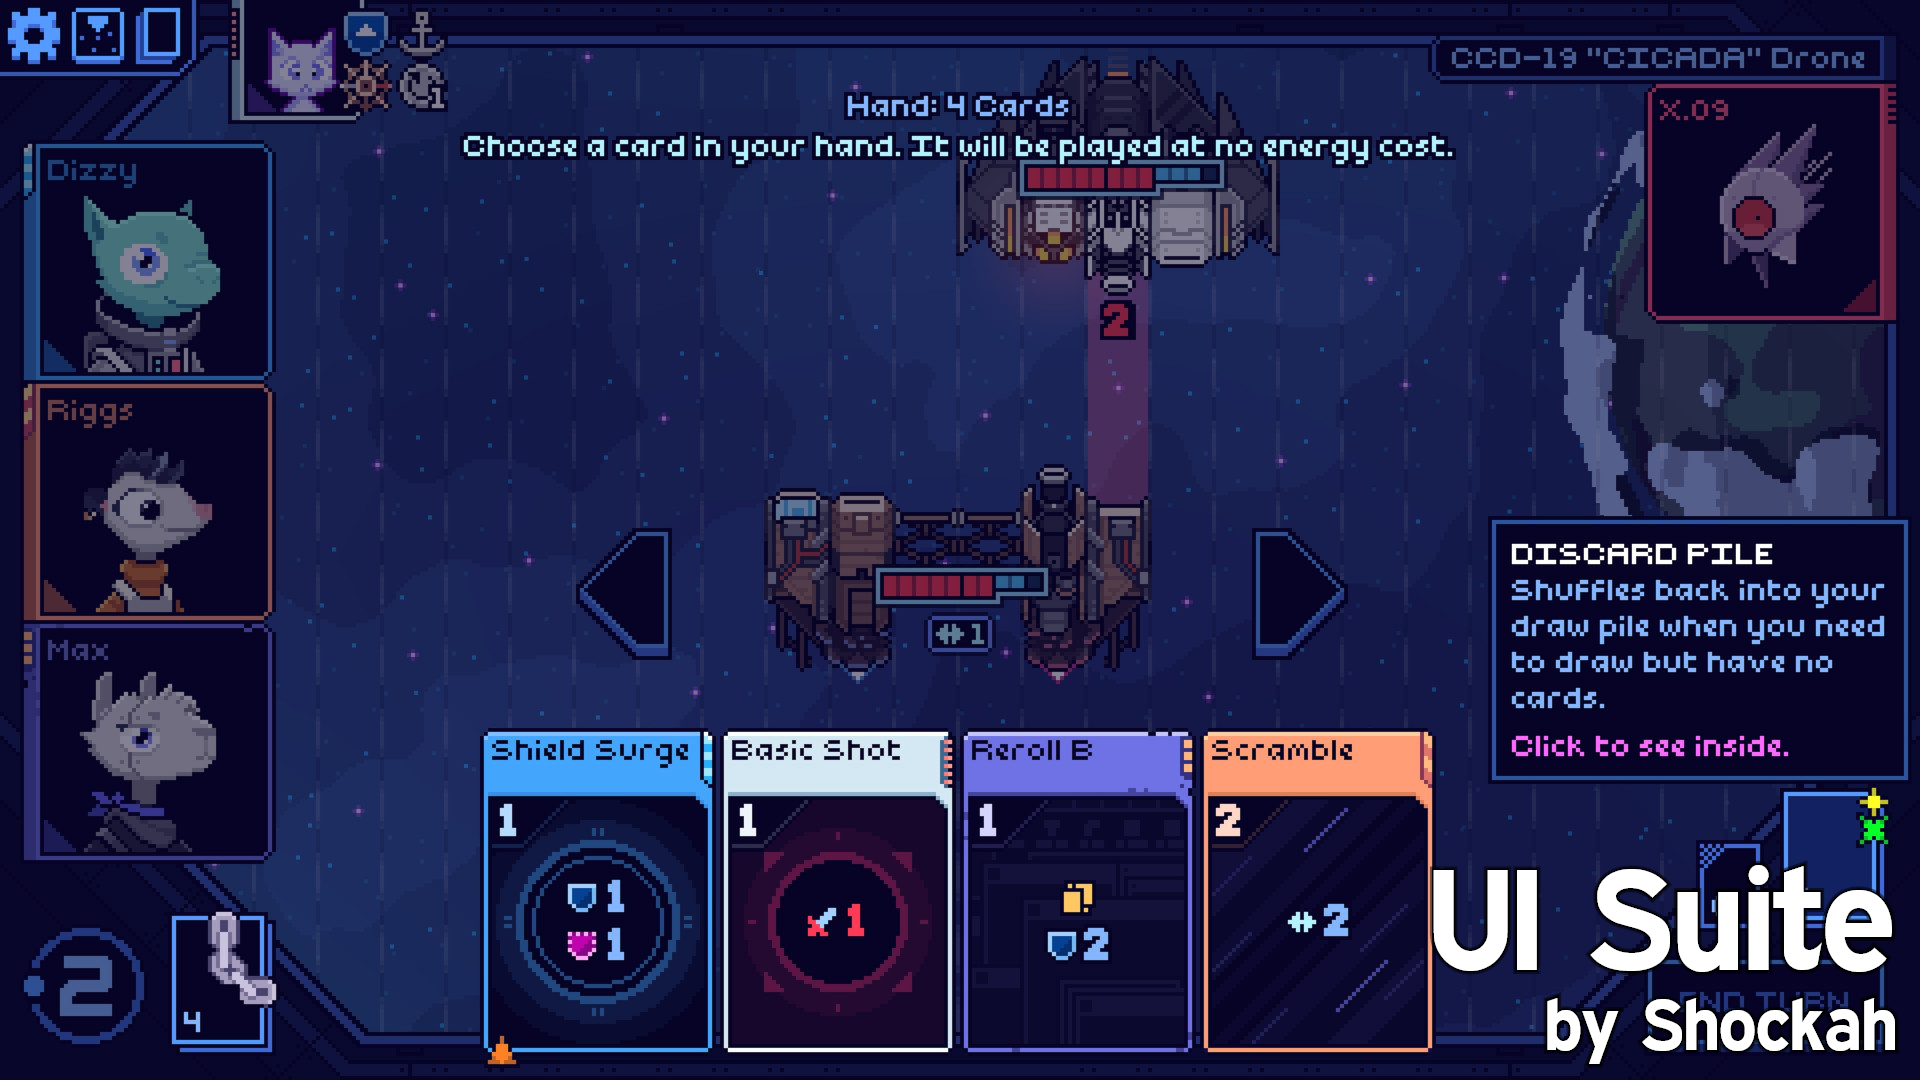 CCD-19 "CICADA" Drone
1
Hand: 4 Cards
Choose a card in your hand. It will be played at no energy cost.
X.09
Dizzy
2
Riggs
DISCARD PILE
Shuffles back into your
draw pile when you need
to draw but have no
cards.
Click to see inside.
1
Max
Shield Surge
Basic Shot
Reroll B
Scramble
1
1
1
2
1
1
1
2
2
2
4
END TURN
UI Suite
by Shockah